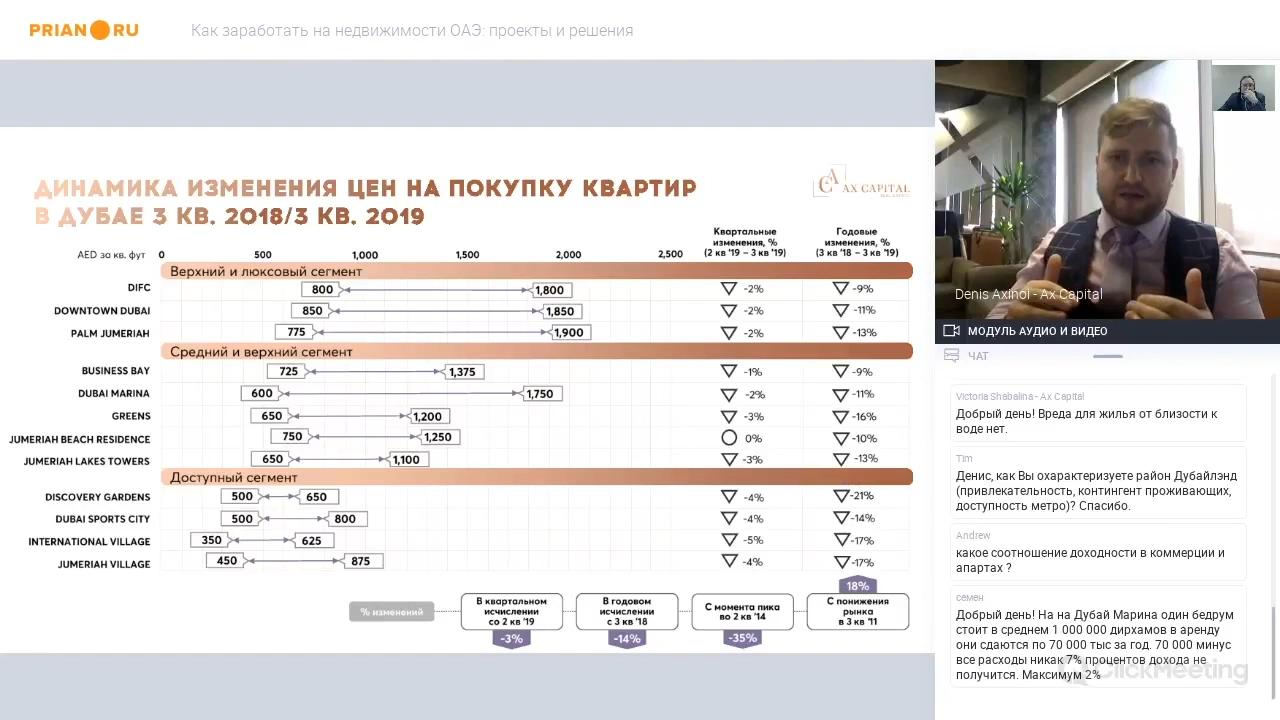 PRIAN RU
Как заработать на недвижимости ОАЭ: проекты и решения
ДИНАМИКА ИЗМЕНЕНИЯ ЦЕН НА ПОКУПКУ КВАРТИР
В ДУБАЕ 3 КВ. 2018/3 КВ. 2019
CA AX CAPITAL
Квартальные изменения, % (2 кв '19 – 3 кв '19)
Годовые изменения, % (3 кв '18 – 3 кв '19)
AED за кв. фут 0 500 1,000 1,500 2,000 2,500
Верхний и люксовый сегмент
DIFC 800 1,800 -2% -9%
DOWNTOWN DUBAI 850 1,850 -2% -11%
PALM JUMERIAH 775 1,900 -2% -13%
Средний и верхний сегмент
BUSINESS BAY 725 1,375 -1% -9%
DUBAI MARINA 600 1,750 -2% -11%
GREENS 650 1,200 -3% -16%
JUMERIAH BEACH RESIDENCE 750 1,250 0% -10%
JUMERIAH LAKES TOWERS 650 1,100 -3% -13%
Доступный сегмент
DISCOVERY GARDENS 500 650 -4% -21%
DUBAI SPORTS CITY 500 800 -4% -14%
INTERNATIONAL VILLAGE 350 625 -5% -17%
JUMERIAH VILLAGE 450 875 -4% -17%
% изменений
В квартальном
исчислении
со 2 кв '19
-3%
В годовом
исчислении
с 3 кв '18
-14%
С момента пика
во 2 кв '14
-35%
18%
С понижения
рынка
в 3 кв '11
Denis Axinoi - Ax Capital
МОДУЛЬ АУДИО И ВИДЕО
ЧАТ
Victoria Shabalina - Ax Capital
Добрый день! Вреда для жилья от близости к
воде нет.
Tim
Денис, как Вы охарактеризуете район Дубайлэнд
(привлекательность, контингент проживающих,
доступность метро)? Спасибо.
Andrew
какое соотношение доходности в коммерции и
апартах ?
семен
Добрый день! На на Дубай Марина один бедрум
стоит в среднем 1 000 000 дирхамов в аренду
они сдаются по 70 000 тыс за год. 70 000 минус
все расходы никак 7% процентов дохода не
получится. Максимум 2%
ClickMeeting